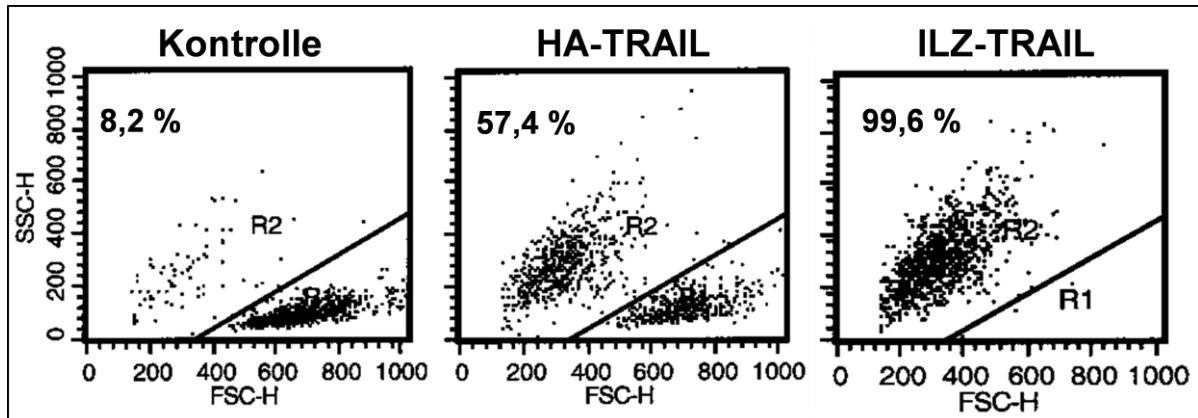 Kontrolle
HA-TRAIL
ILZ-TRAIL
8,2 %
57,4 %
99,6 %
R2
R2
R2
R
R1
SSC-H
1000
800
600
400
200
0
0 200 400 600 800 1000
0 200 400 600 800 1000
0 200 400 600 800 1000
FSC-H
FSC-H
FSC-H